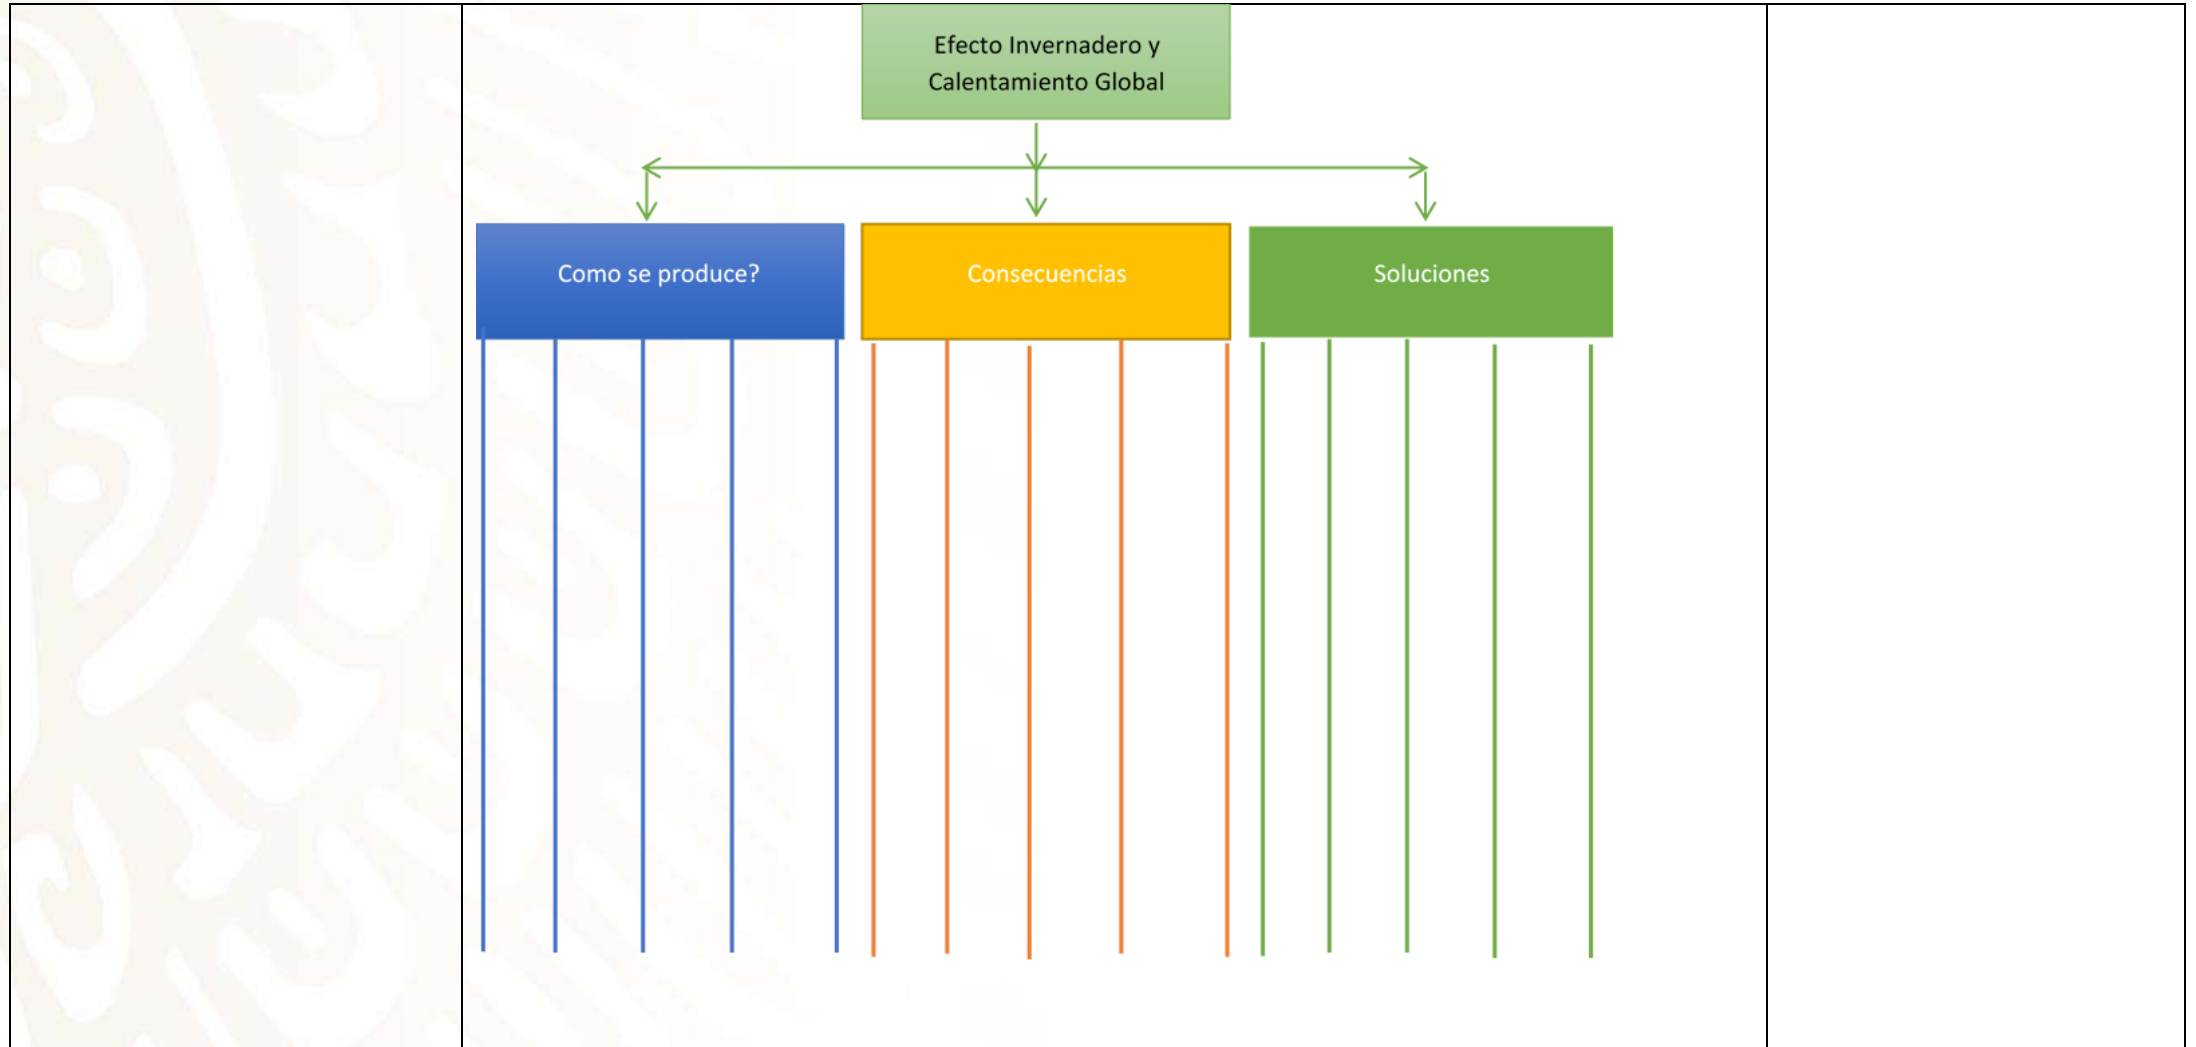 Efecto Invernadero y
Calentamiento Global
Como se produce?
Consecuencias
Soluciones